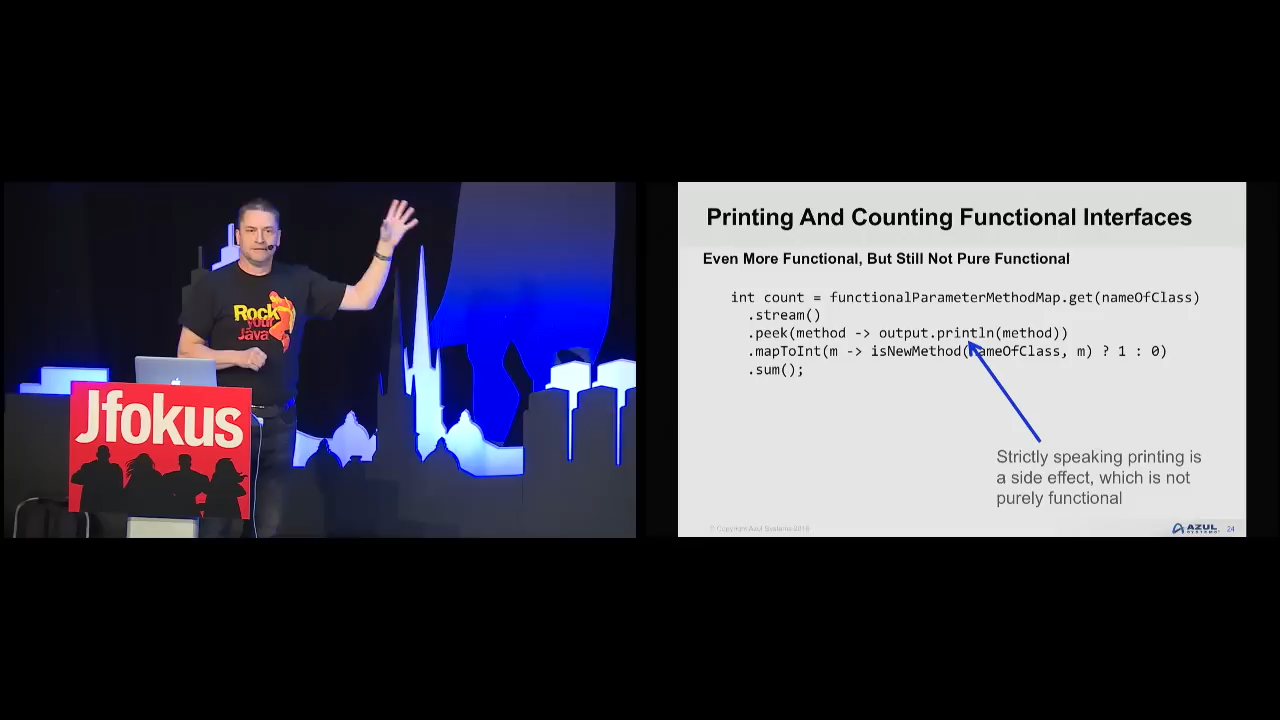 Rock
your
Java
Jfokus
Printing And Counting Functional Interfaces
Even More Functional, But Still Not Pure Functional
int count = functionalParameterMethodMap.get(nameOfClass)
.stream()
.peek(method -> output.println(method))
.mapToInt(m -> isNewMethod(nameOfClass, m) ? 1 : 0)
.sum();
Strictly speaking printing is
a side effect, which is not
purely functional
AZUL
SYSTEMS
24